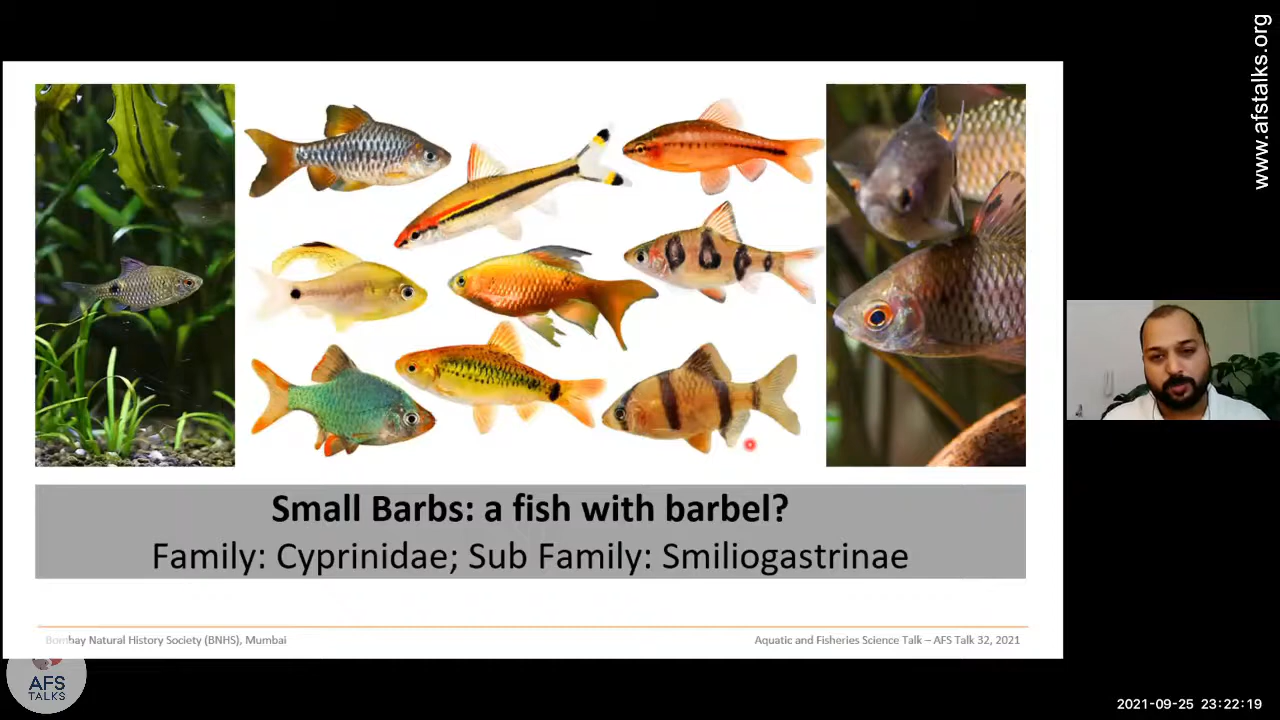 www.afstalks.org
Small Barbs: a fish with barbel?
Family: Cyprinidae; Sub Family: Smiliogastrinae
Bombay Natural History Society (BNHS), Mumbai
Aquatic and Fisheries Science Talk – AFS Talk 32, 2021
AFS
TALKS
2021-09-25 23:22:19